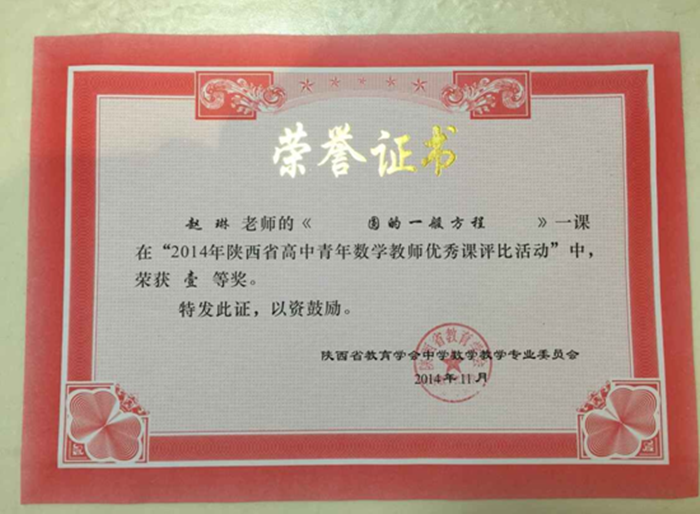 荣誉证书
赵琳 老师的《 圆的一般方程 》一课
在“2014年陕西省高中青年数学教师优秀课评比活动”中，
荣获 壹 等奖。
特发此证，以资鼓励。
陕西省教育学会中学数学教学专业委员会
2014年11月